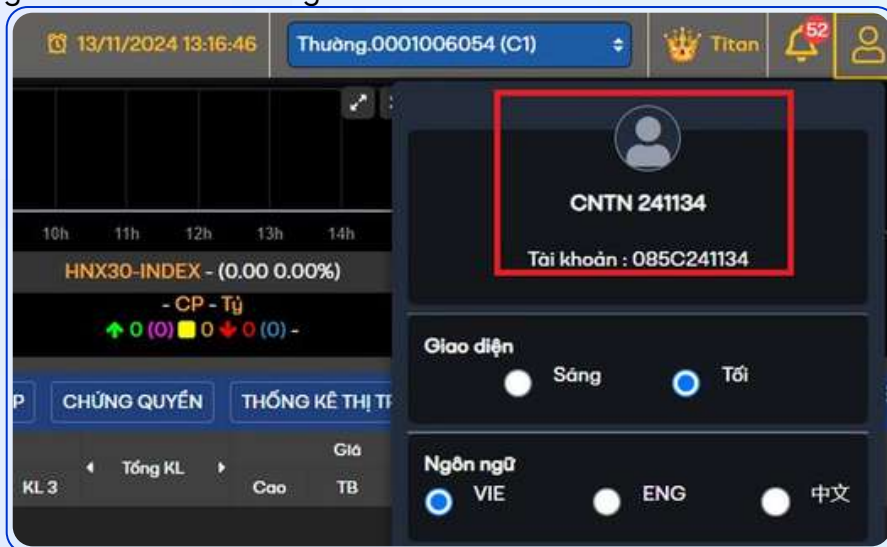 13/11/2024 13:16:46 Thường.0001006054 (C1) Titan 52
CNTN 241134
Tài khoản : 085C241134
10h 11h 12h 13h 14h
HNX30-INDEX - (0.00 0.00%)
- CP - Tỷ
0 (0) 0 0 (0) -
Giao diện
Sáng Tối
P CHỨNG QUYỀN THỐNG KÊ THỊ
KL 3 Tổng KL Giá
Cao TB
Ngôn ngữ
VIE ENG 中文